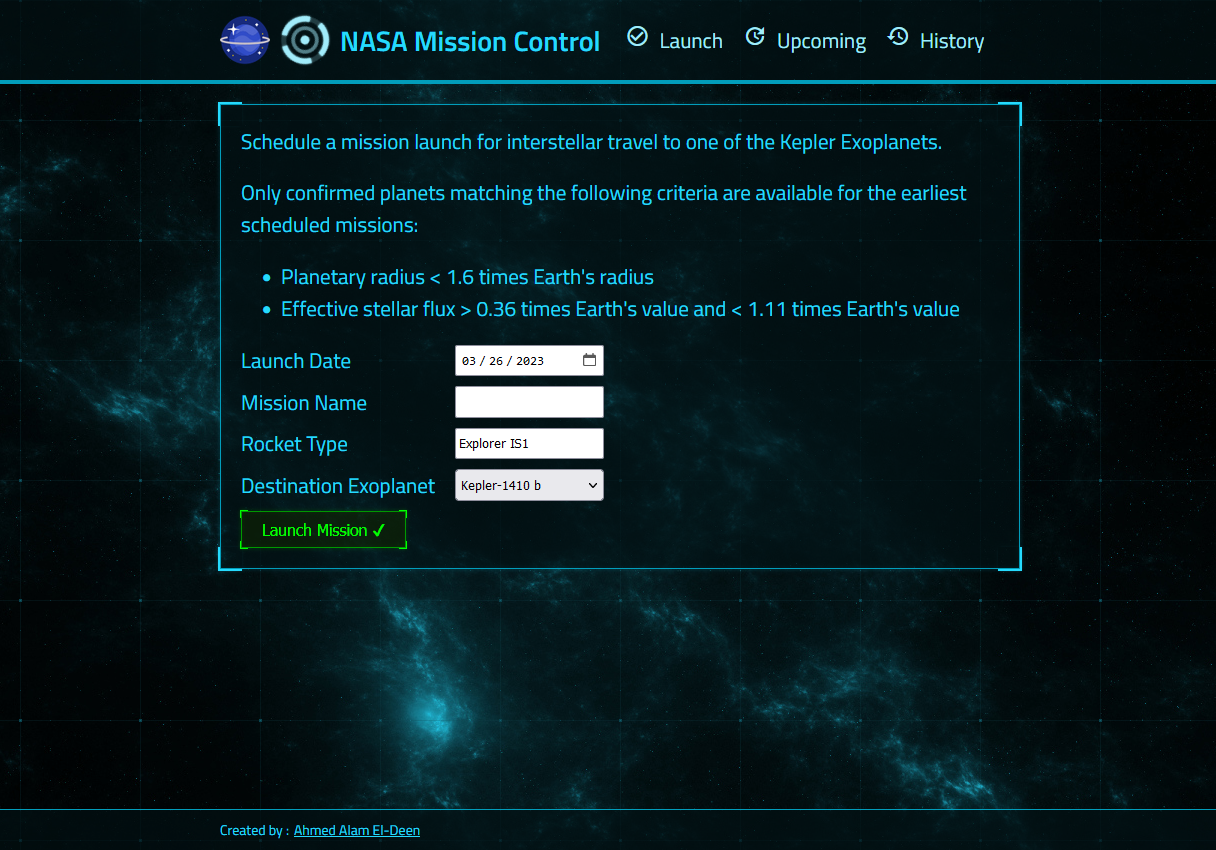 NASA Mission Control
Launch
Upcoming
History
Schedule a mission launch for interstellar travel to one of the Kepler Exoplanets.
Only confirmed planets matching the following criteria are available for the earliest
scheduled missions:
• Planetary radius < 1.6 times Earth's radius
• Effective stellar flux > 0.36 times Earth's value and < 1.11 times Earth's value
Launch Date
03 / 26 / 2023
Mission Name
Rocket Type
Explorer IS1
Destination Exoplanet
Kepler-1410 b
Launch Mission ✓
Created by : Ahmed Alam El-Deen